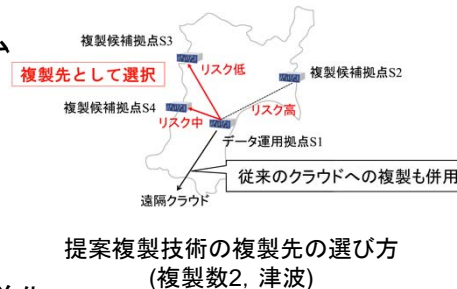 ム
複製候補拠点S3
複製先として選択
リスク低
複製候補拠点S2
複製候補拠点S4
リスク中
リスク高
データ運用拠点S1
従来のクラウドへの複製も併用
遠隔クラウド
提案複製技術の複製先の選び方
(複製数2, 津波)